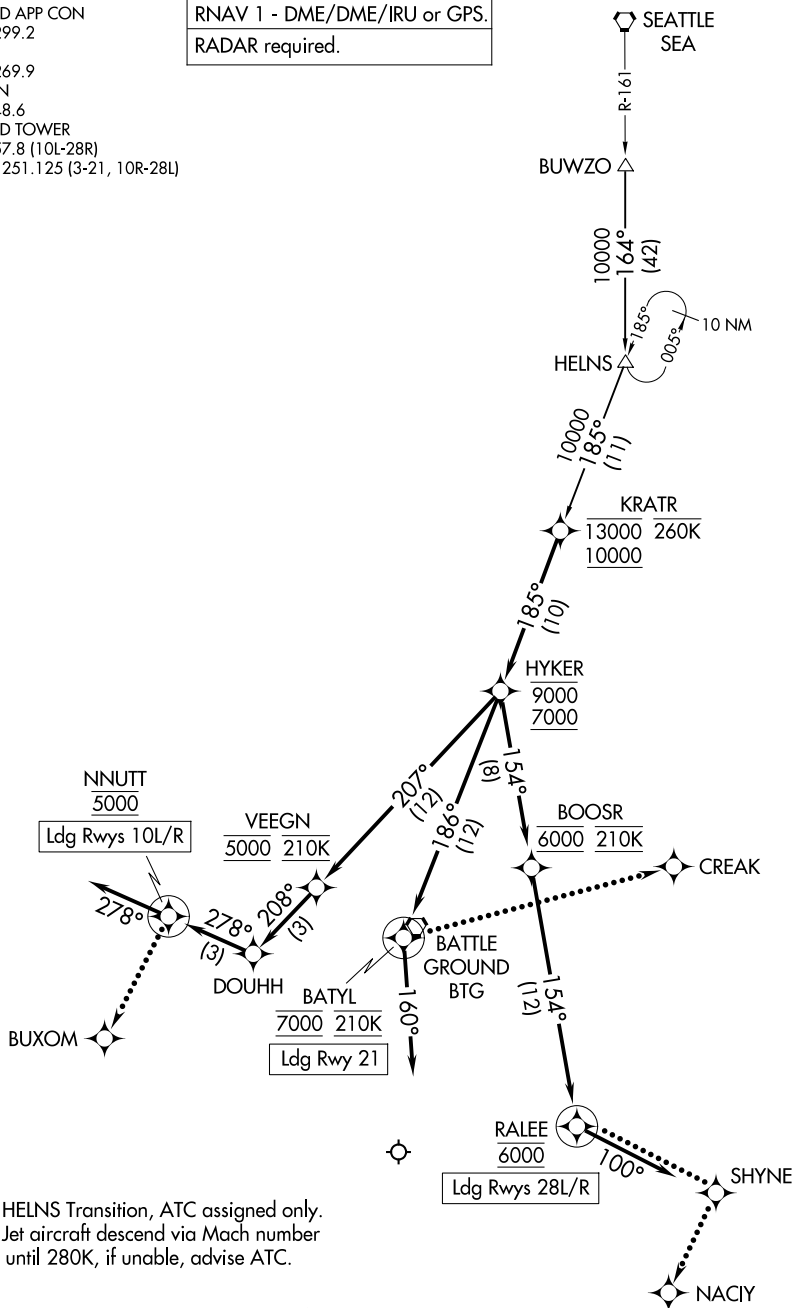 D APP CON
299.2
269.9
N
8.6
D TOWER
57.8 (10L-28R)
251.125 (3-21, 10R-28L)
RNAV 1 - DME/DME/IRU or GPS.
RADAR required.
SEATTLE
SEA
R-161
BUWZO
10000
164°
(42)
185°
005°
10 NM
HELNS
10000
185°
(11)
KRATR
13000 260K
10000
185°
(10)
HYKER
9000
7000
207°
(12)
186°
(12)
154°
(8)
NNUTT
5000
Ldg Rwys 10L/R
VEEGN
5000 210K
BOOSR
6000 210K
CREAK
278°
278°
(3)
208°
(3)
DOUHH
BATTLE
GROUND
BTG
BATYL
7000 210K
Ldg Rwy 21
160°
154°
(12)
BUXOM
RALEE
6000
Ldg Rwys 28L/R
100°
SHYNE
NACIY
HELNS Transition, ATC assigned only.
Jet aircraft descend via Mach number
until 280K, if unable, advise ATC.